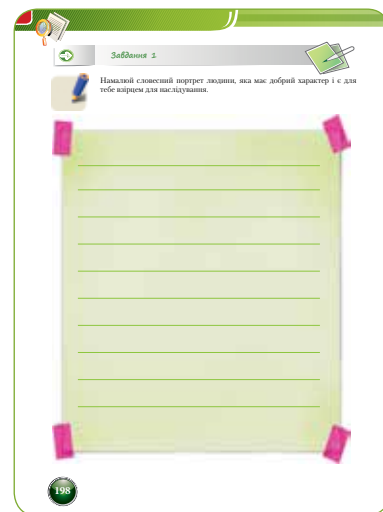 Завдання 1
Намалюй словесний портрет людини, яка має добрий характер і є для
тебе взірцем для наслідування.
198